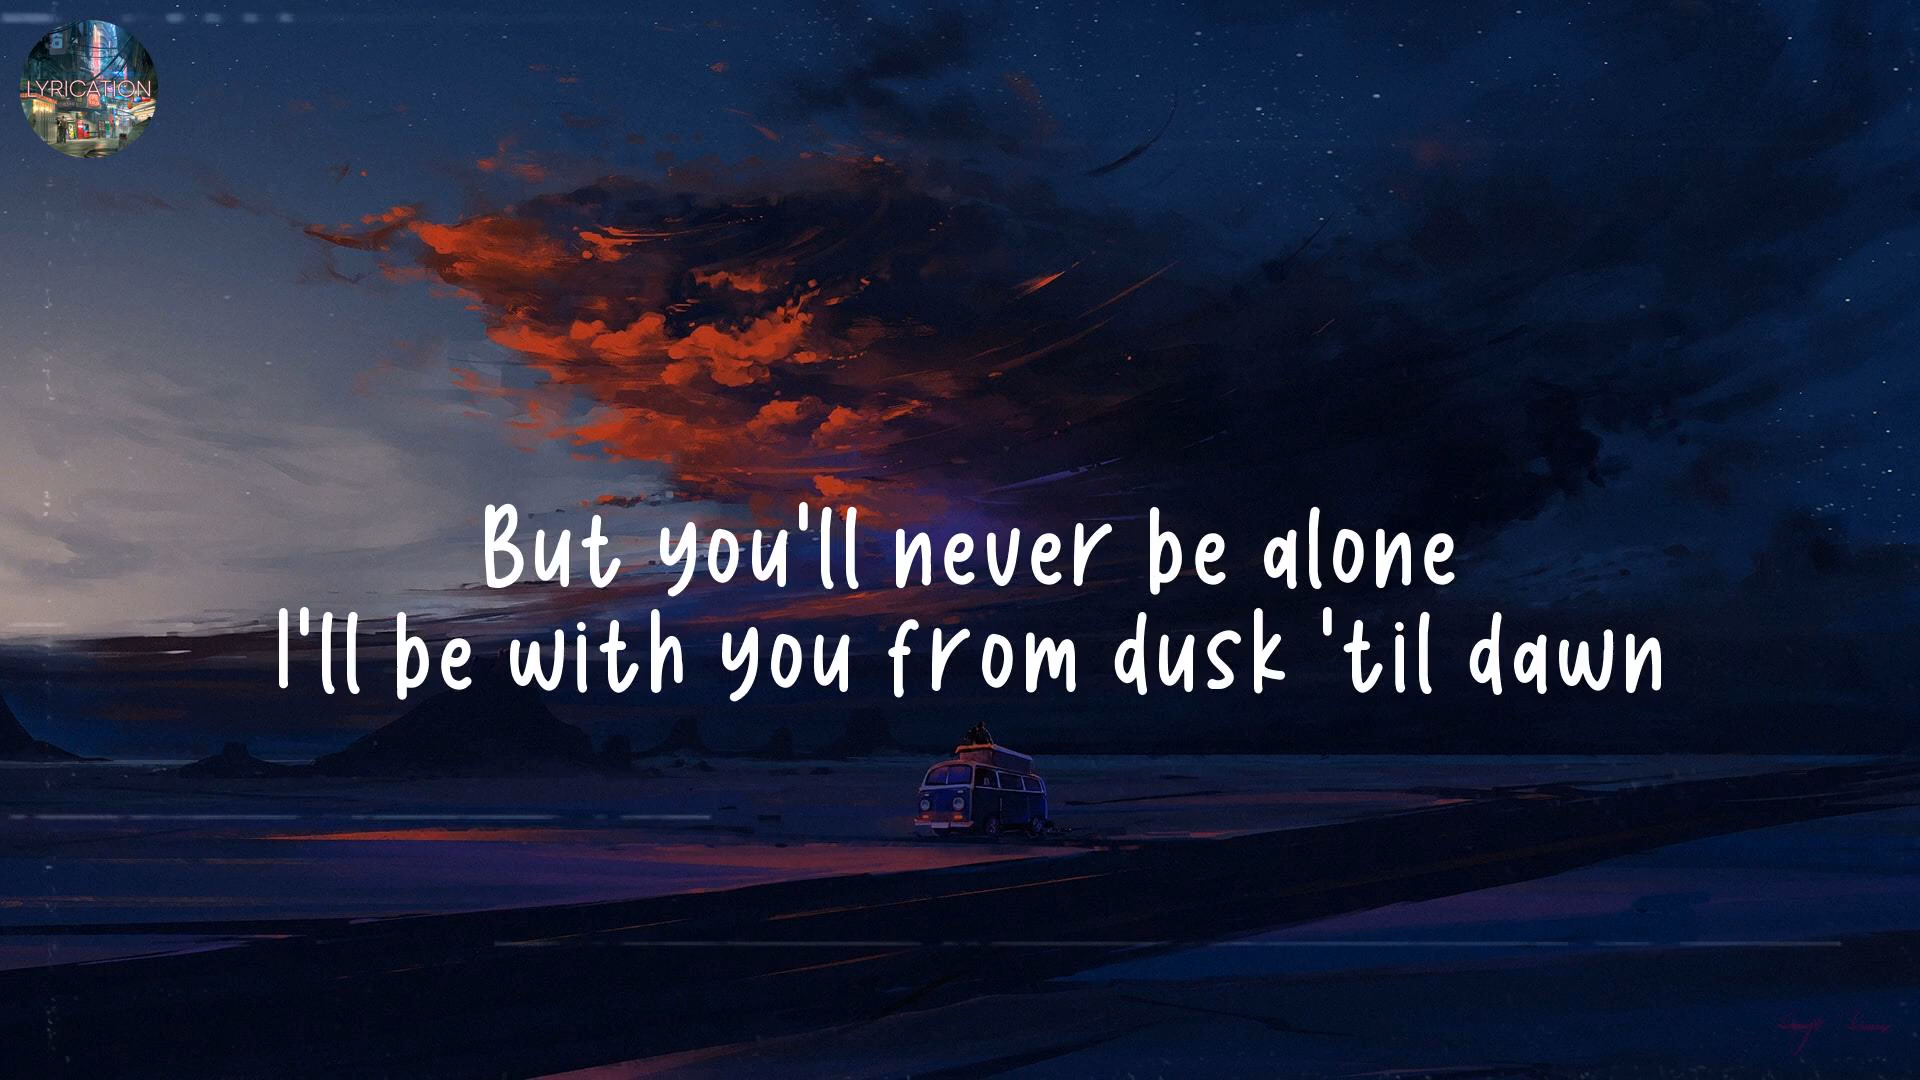 LYRICATION
But you'll never be alone
I'll be with you from dusk 'til dawn